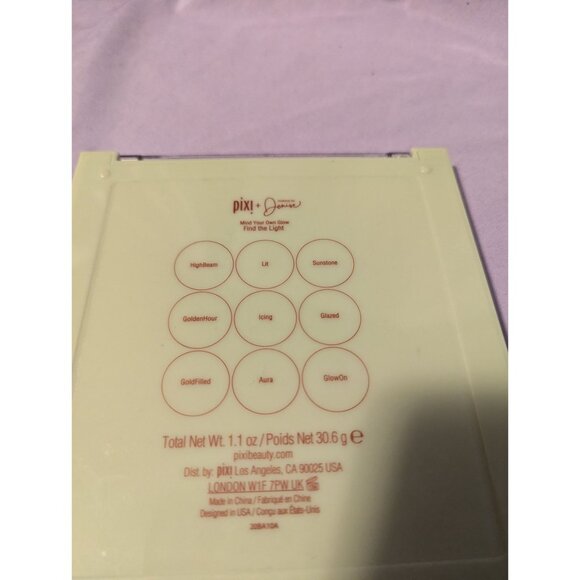 pixi + Denise
Mind Your Own Glow
Find the Light
HighBeam Lit Sunstone
GoldenHour Icing Glazed
GoldFilled Aura GlowOn
Total Net Wt. 1.1 oz / Poids Net 30.6 g ℮
pixibeauty.com
Dist. by: pixi Los Angeles, CA 90025 USA
LONDON W1F 7PW UK
Made in China / Fabriqué en Chine
Designed in USA / Conçu aux États-Unis
20BA10A